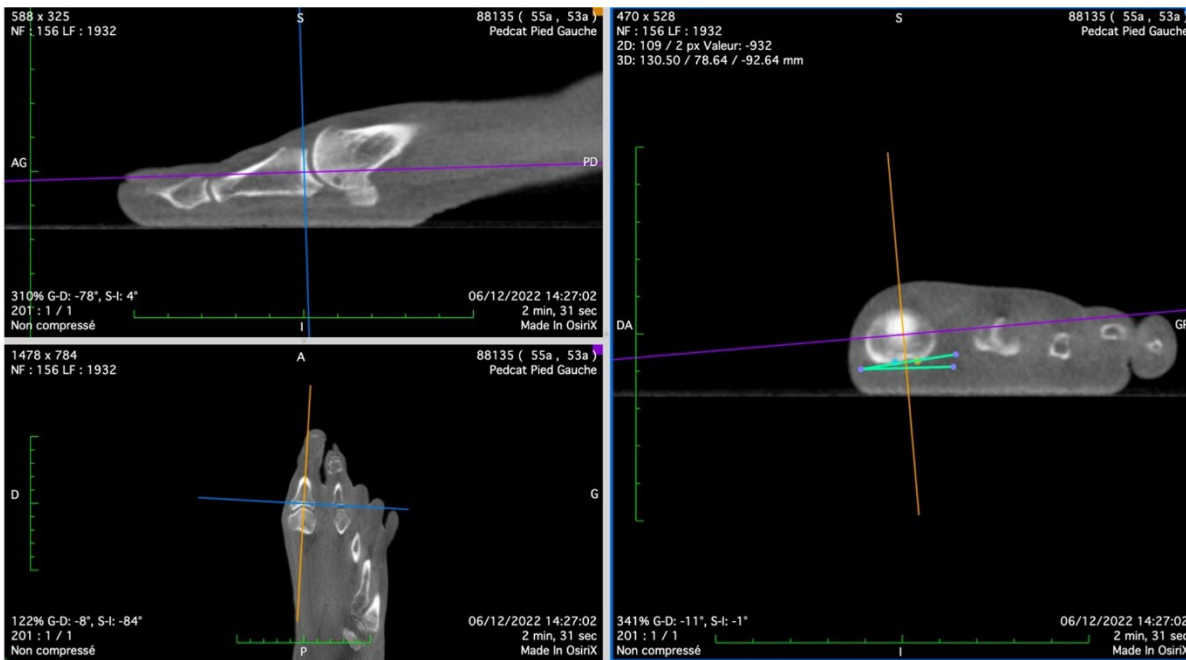 588 x 325
NF : 156 LF : 1932
S
88135 ( 55a , 53a )
Pedcat Pied Gauche
AG
PD
310% G-D: -78°, S-I: 4°
201 : 1 / 1
Non compressé
I
06/12/2022 14:27:02
2 min, 31 sec
Made In OsiriX
1478 x 784
NF : 156 LF : 1932
A
88135 ( 55a , 53a )
Pedcat Pied Gauche
D
G
122% G-D: -8°, S-I: -84°
201 : 1 / 1
Non compressé
P
06/12/2022 14:27:02
2 min, 31 sec
Made In OsiriX
470 x 528
NF : 156 LF : 1932
2D: 109 / 2 px Valeur: -932
3D: 130.50 / 78.64 / -92.64 mm
S
88135 ( 55a , 53a )
Pedcat Pied Gauche
DA
341% G-D: -11°, S-I: -1°
201 : 1 / 1
Non compressé
I
06/12/2022 14:27:02
2 min, 31 sec
Made In OsiriX